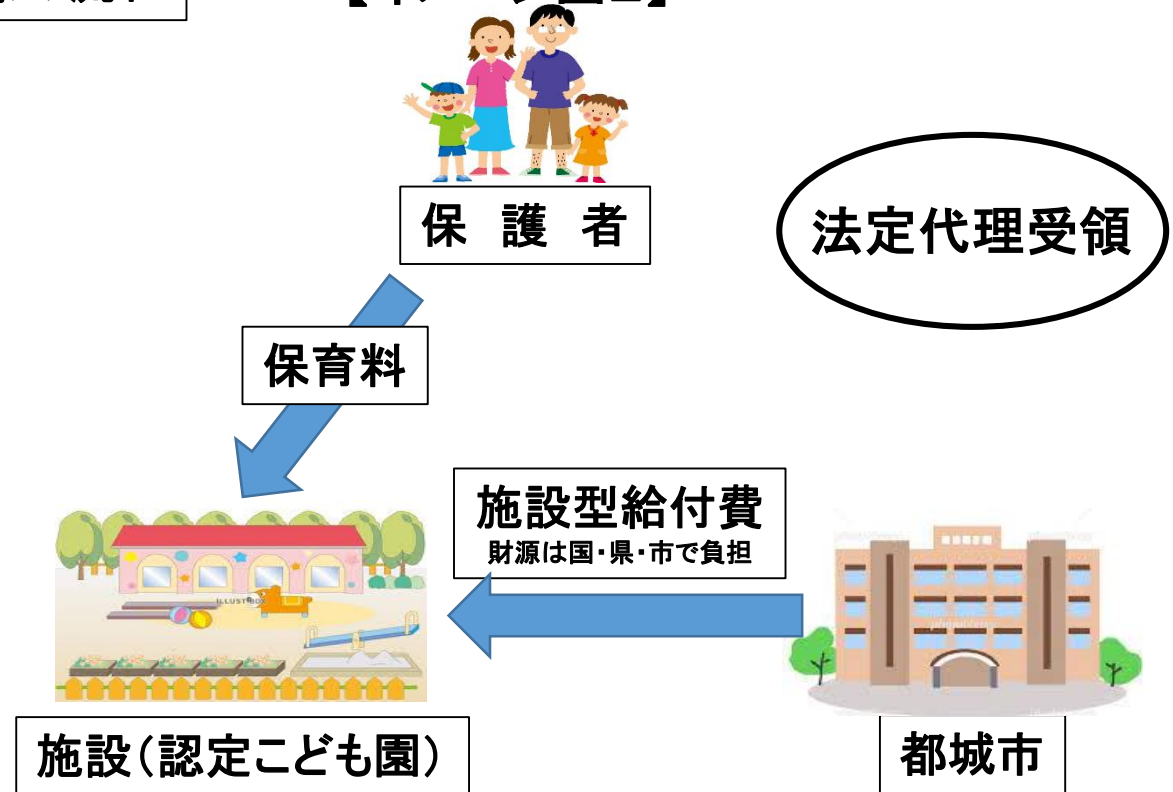 保護者
法定代理受領
保育料
施設型給付費
財源は国・県・市で負担
ILLUST BOX
施設（認定こども園）
都城市